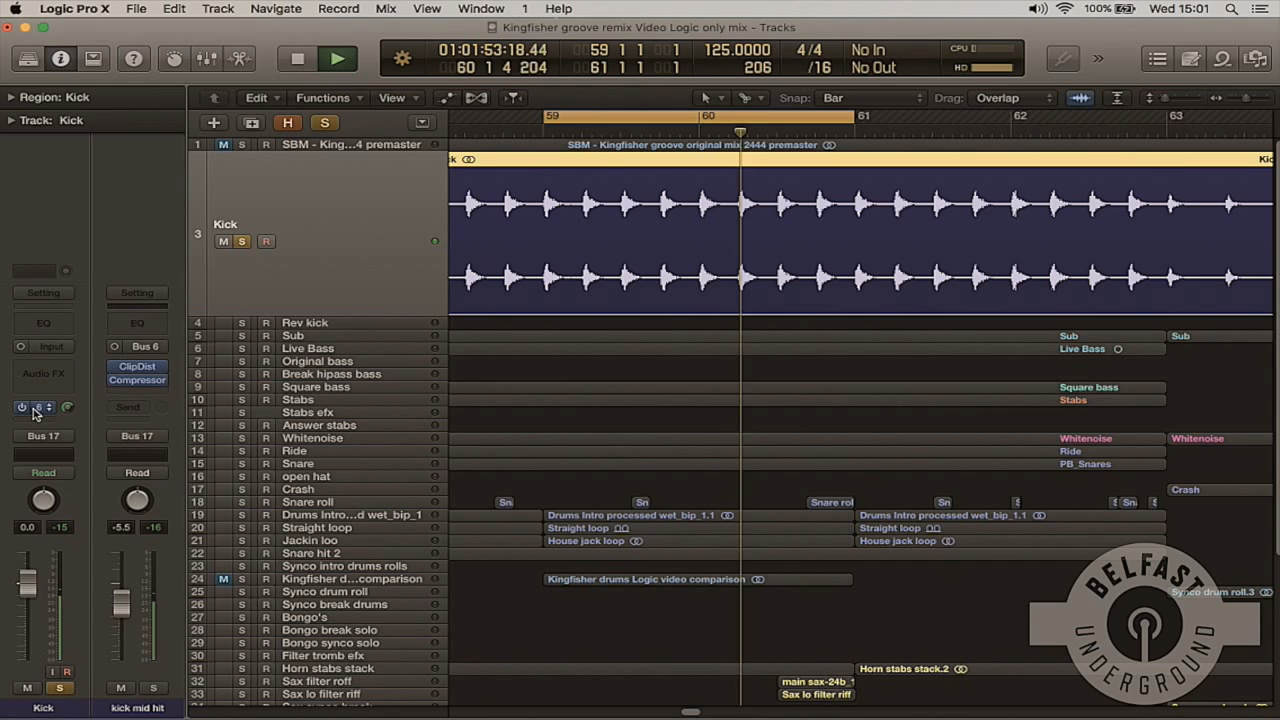 Logic Pro X File Edit Track Navigate Record Mix View Window 1 Help 100% Wed 15:01
Kingfisher groove remix Video Logic only mix - Tracks
01:01:53:18.44 59 1 1 1 125.0000 4/4 No In CPU
60 1 4 204 61 1 1 1 206 /16 No Out HD
Region: Kick
Edit Functions View Snap: Bar Drag: Overlap
Track: Kick
H S
59 60 61 62 63
1 M S R SBM - King...4 premaster SBM - Kingfisher groove original mix 2444 premaster
Kick
3 Kick
M S R
Setting Setting
EQ EQ
Input Bus 6
Audio FX ClipDist
Compressor
6 Send
Bus 17 Bus 17
Read Read
0.0 -15 -5.5 -16
I R
M S M S
Kick kick mid hit
4 S R Rev kick
5 S R Sub Sub Sub
6 S R Live Bass Live Bass
7 S R Original bass
8 S R Break hipass bass
9 S R Square bass Square bass
10 S R Stabs Stabs
11 S R Stabs efx
12 S R Answer stabs
13 S R Whitenoise Whitenoise Whitenoise
14 S R Ride Ride
15 S R Snare PB_Snares
16 S R open hat
17 S R Crash Crash
18 S R Snare roll Sn Sn Snare rol Sn S Sn S
19 S R Drums Intro...d wet_bip_1 Drums Intro processed wet_bip_1.1 Drums Intro processed wet_bip_1.1
20 S R Straight loop Straight loop Straight loop
21 S R Jackin loo House jack loop House jack loop
22 S R Snare hit 2
23 S R Synco intro drums rolls
24 M S R Kingfisher d...comparison Kingfisher drums Logic video comparison
25 S R Synco drum roll Synco drum roll.3
26 S R Synco break drums
27 S R Bongo's
28 S R Bongo break solo
29 S R Bongo synco solo
30 S R Filter tromb efx
31 S R Horn stabs stack Horn stabs stack.2
32 S R Sax filter roff main sax-24b_1
33 S R Sax lo filter riff Sax lo filter riff
BELFAST
UNDERGROUND